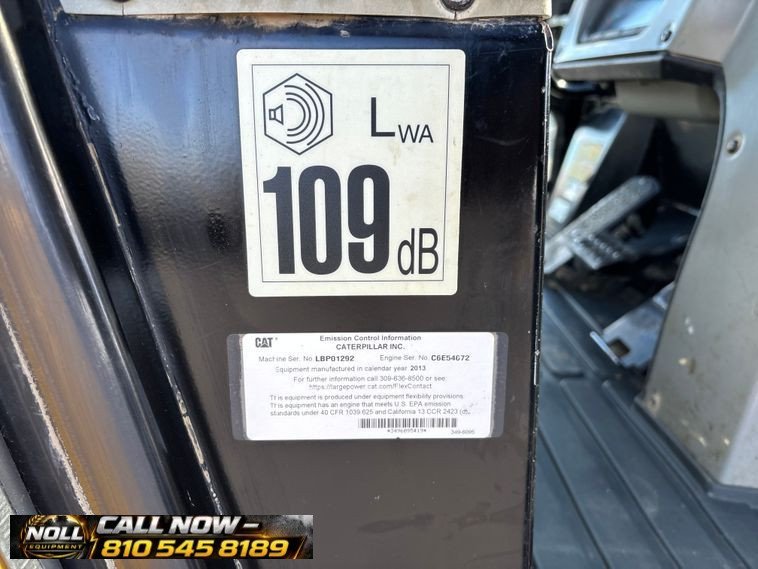 LWA
109 dB
CAT
Emission Control Information
CATERPILLAR INC.
Machine Ser. No. LBP01292 Engine Ser. No. C6E54672
Equipment manufactured in calendar year 2013
For further information call 309-636-8500 or see:
https://largepower.cat.com/FlexContact
This equipment is produced under equipment flexibility provisions.
This equipment has an engine that meets U.S. EPA emission
standards under 40 CFR 1039.625 and California 13 CCR 2423 (d).
349-6095
NOLL
EQUIPMENT
CALL NOW –
810 545 8189